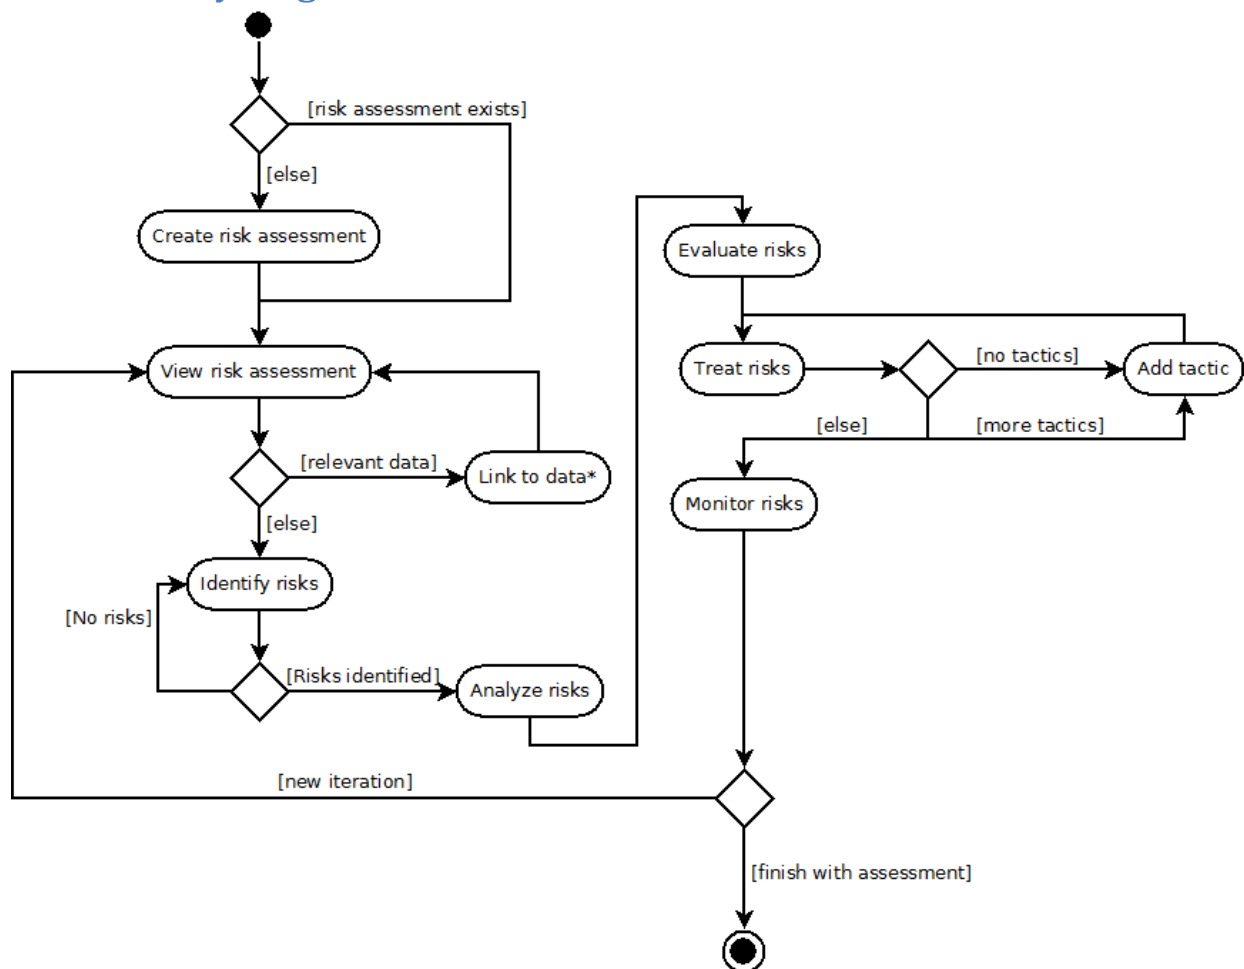 [risk assessment exists]
[else]
Create risk assessment
View risk assessment
[relevant data]
Link to data*
[else]
Identify risks
[No risks]
[Risks identified]
Analyze risks
[new iteration]
Evaluate risks
Treat risks
[no tactics]
Add tactic
[else]
[more tactics]
Monitor risks
[finish with assessment]